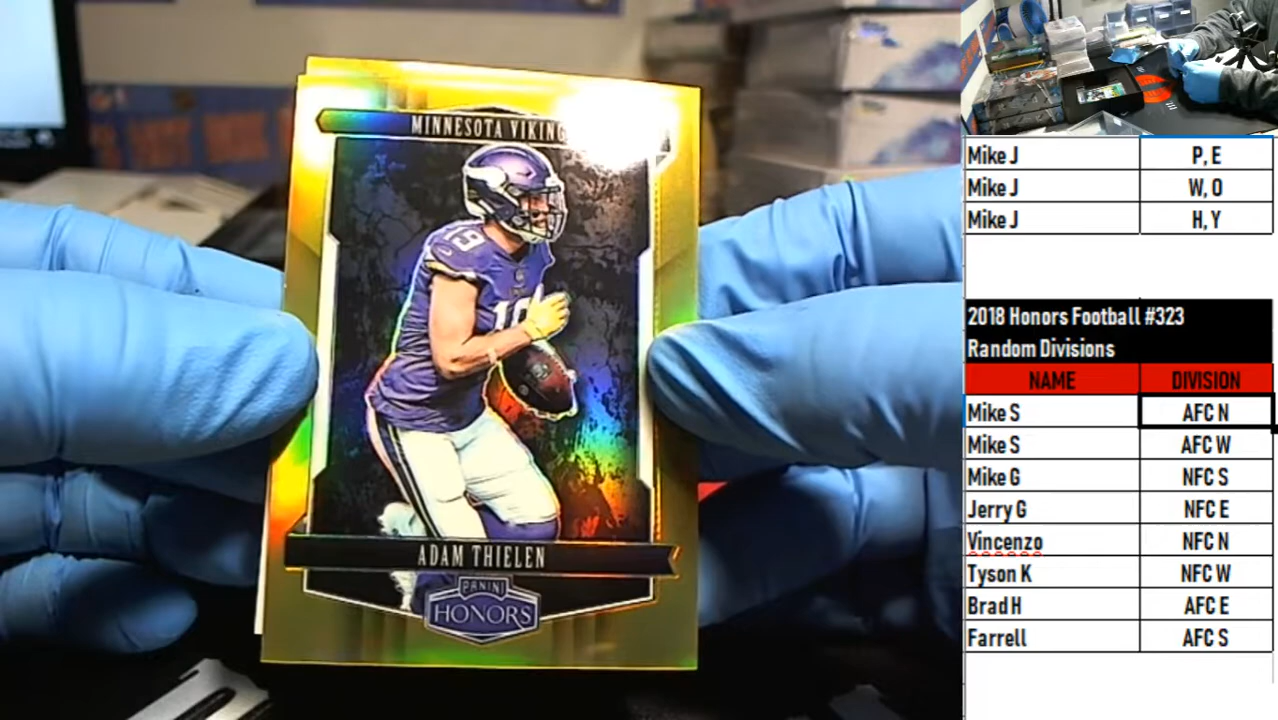 MINNESOTA VIKING
19
ADAM THIELEN
PANINI
HONORS
Mike J P, E
Mike J W, O
Mike J H, Y
2018 Honors Football #323
Random Divisions
NAME DIVISION
Mike S AFC N
Mike S AFC W
Mike G NFC S
Jerry G NFC E
Vincenzo NFC N
Tyson K NFC W
Brad H AFC E
Farrell AFC S